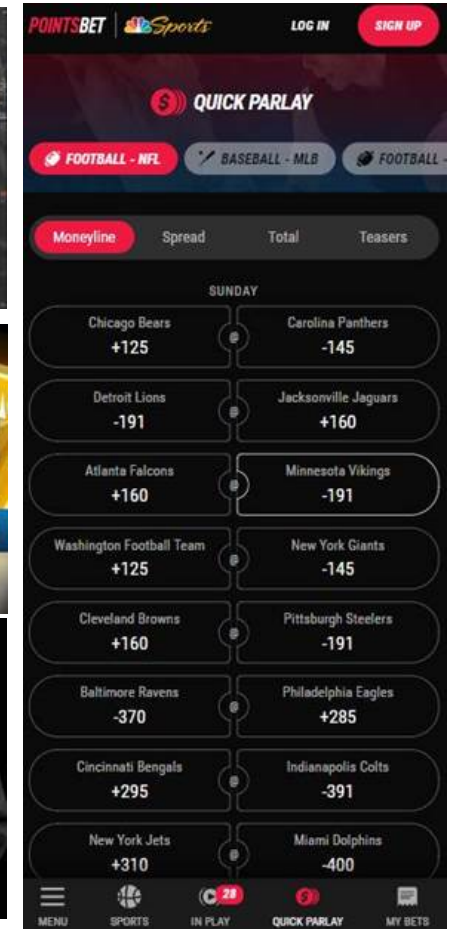 POINTSBET | NBC Sports LOG IN SIGN UP
$ QUICK PARLAY
FOOTBALL - NFL BASEBALL - MLB FOOTBALL -
Moneyline Spread Total Teasers
SUNDAY
Chicago Bears @ Carolina Panthers
+125 -145
Detroit Lions @ Jacksonville Jaguars
-191 +160
Atlanta Falcons @ Minnesota Vikings
+160 -191
Washington Football Team @ New York Giants
+125 -145
Cleveland Browns @ Pittsburgh Steelers
+160 -191
Baltimore Ravens @ Philadelphia Eagles
-370 +285
Cincinnati Bengals @ Indianapolis Colts
+295 -391
New York Jets @ Miami Dolphins
+310 -400
28
MENU SPORTS IN PLAY QUICK PARLAY MY BETS